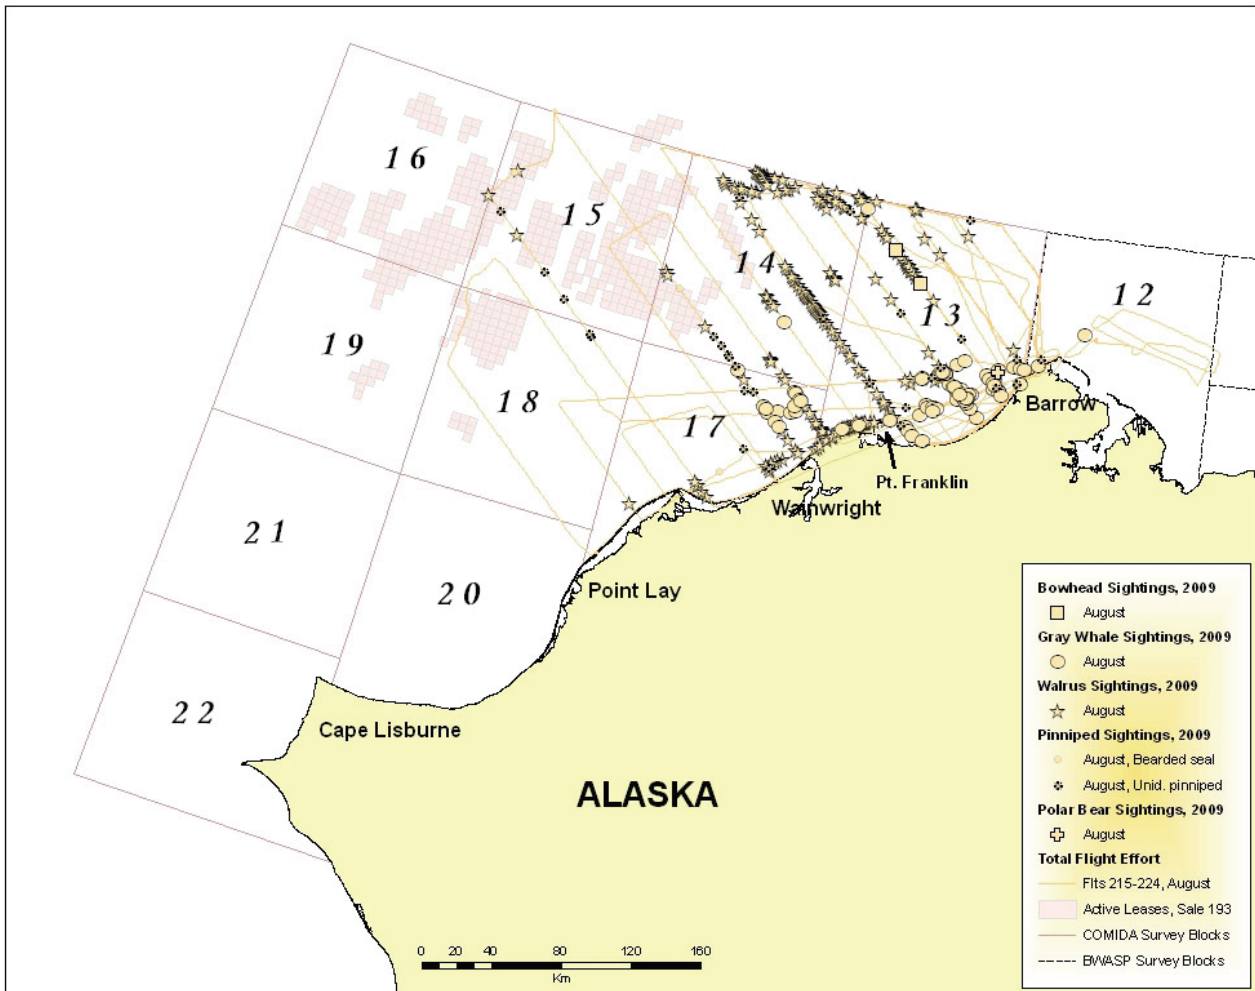 16
15
14
13
12
19
18
17
Barrow
Pt. Franklin
Wainwright
21
20
Point Lay
22
Cape Lisburne
ALASKA
Bowhead Sightings, 2009
August
Gray Whale Sightings, 2009
August
Walrus Sightings, 2009
August
Pinniped Sightings, 2009
August, Bearded seal
August, Unid. pinniped
Polar Bear Sightings, 2009
August
Total Flight Effort
Flts 215-224, August
Active Leases, Sale 193
COMIDA Survey Blocks
BWASP Survey Blocks
0 20 40 80 120 160
Km